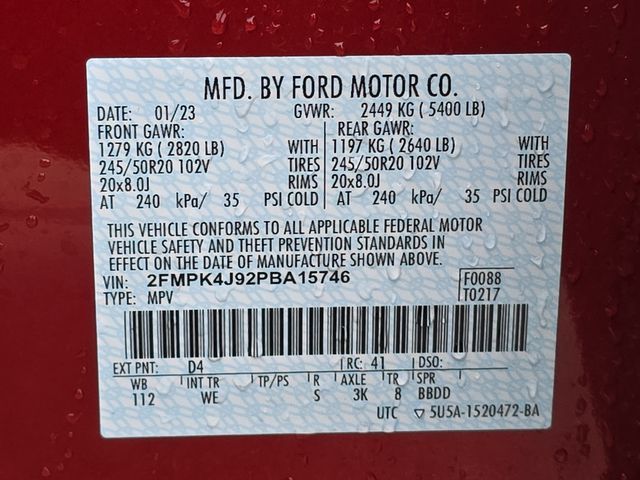 MFD. BY FORD MOTOR CO.
DATE: 01/23 GVWR: 2449 KG ( 5400 LB)
FRONT GAWR: REAR GAWR:
1279 KG ( 2820 LB) WITH 1197 KG ( 2640 LB) WITH
245/50R20 102V TIRES 245/50R20 102V TIRES
20x8.0J RIMS 20x8.0J RIMS
AT 240 kPa/ 35 PSI COLD AT 240 kPa/ 35 PSI COLD
THIS VEHICLE CONFORMS TO ALL APPLICABLE FEDERAL MOTOR
VEHICLE SAFETY AND THEFT PREVENTION STANDARDS IN
EFFECT ON THE DATE OF MANUFACTURE SHOWN ABOVE.
VIN: 2FMPK4J92PBA15746 F0088
TYPE: MPV T0217
EXT PNT: D4 RC: 41 DSO:
WB INT TR TP/PS R AXLE TR SPR
112 WE S 3K 8 BBDD
UTC ▽ 5U5A-1520472-BA